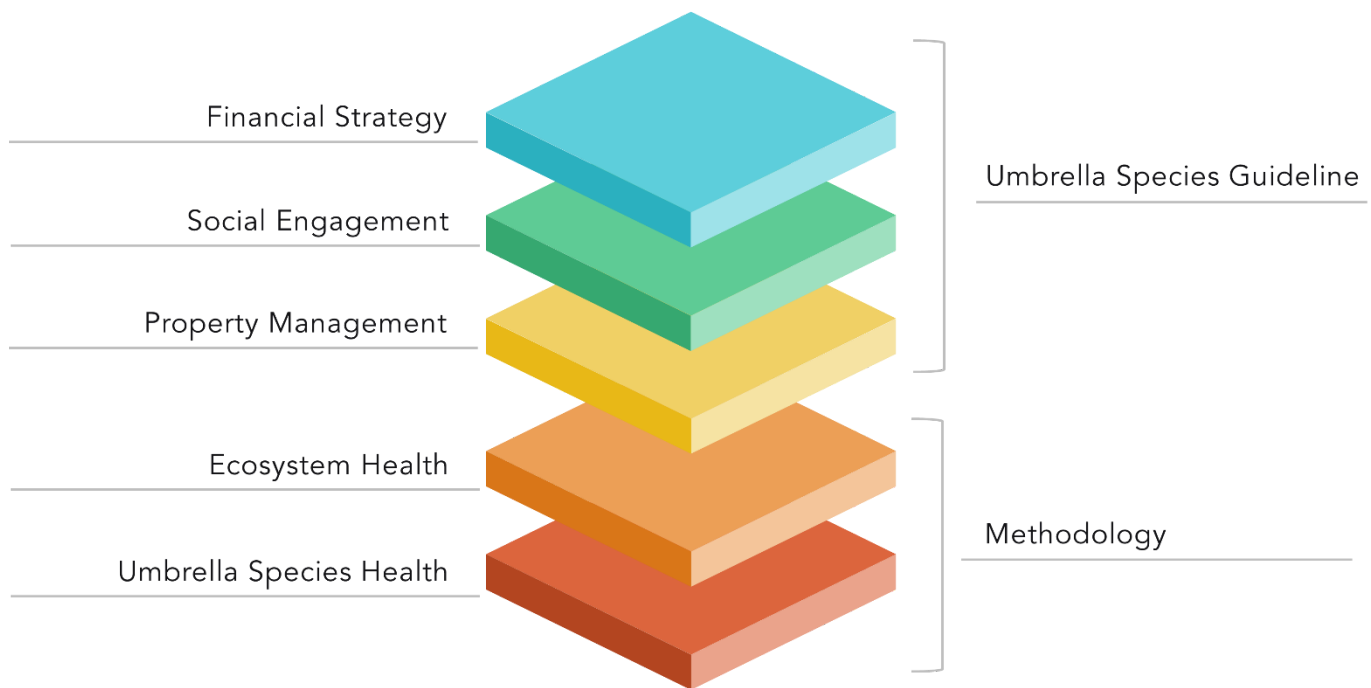 Financial Strategy
Social Engagement
Property Management
Ecosystem Health
Umbrella Species Health
Umbrella Species Guideline
Methodology